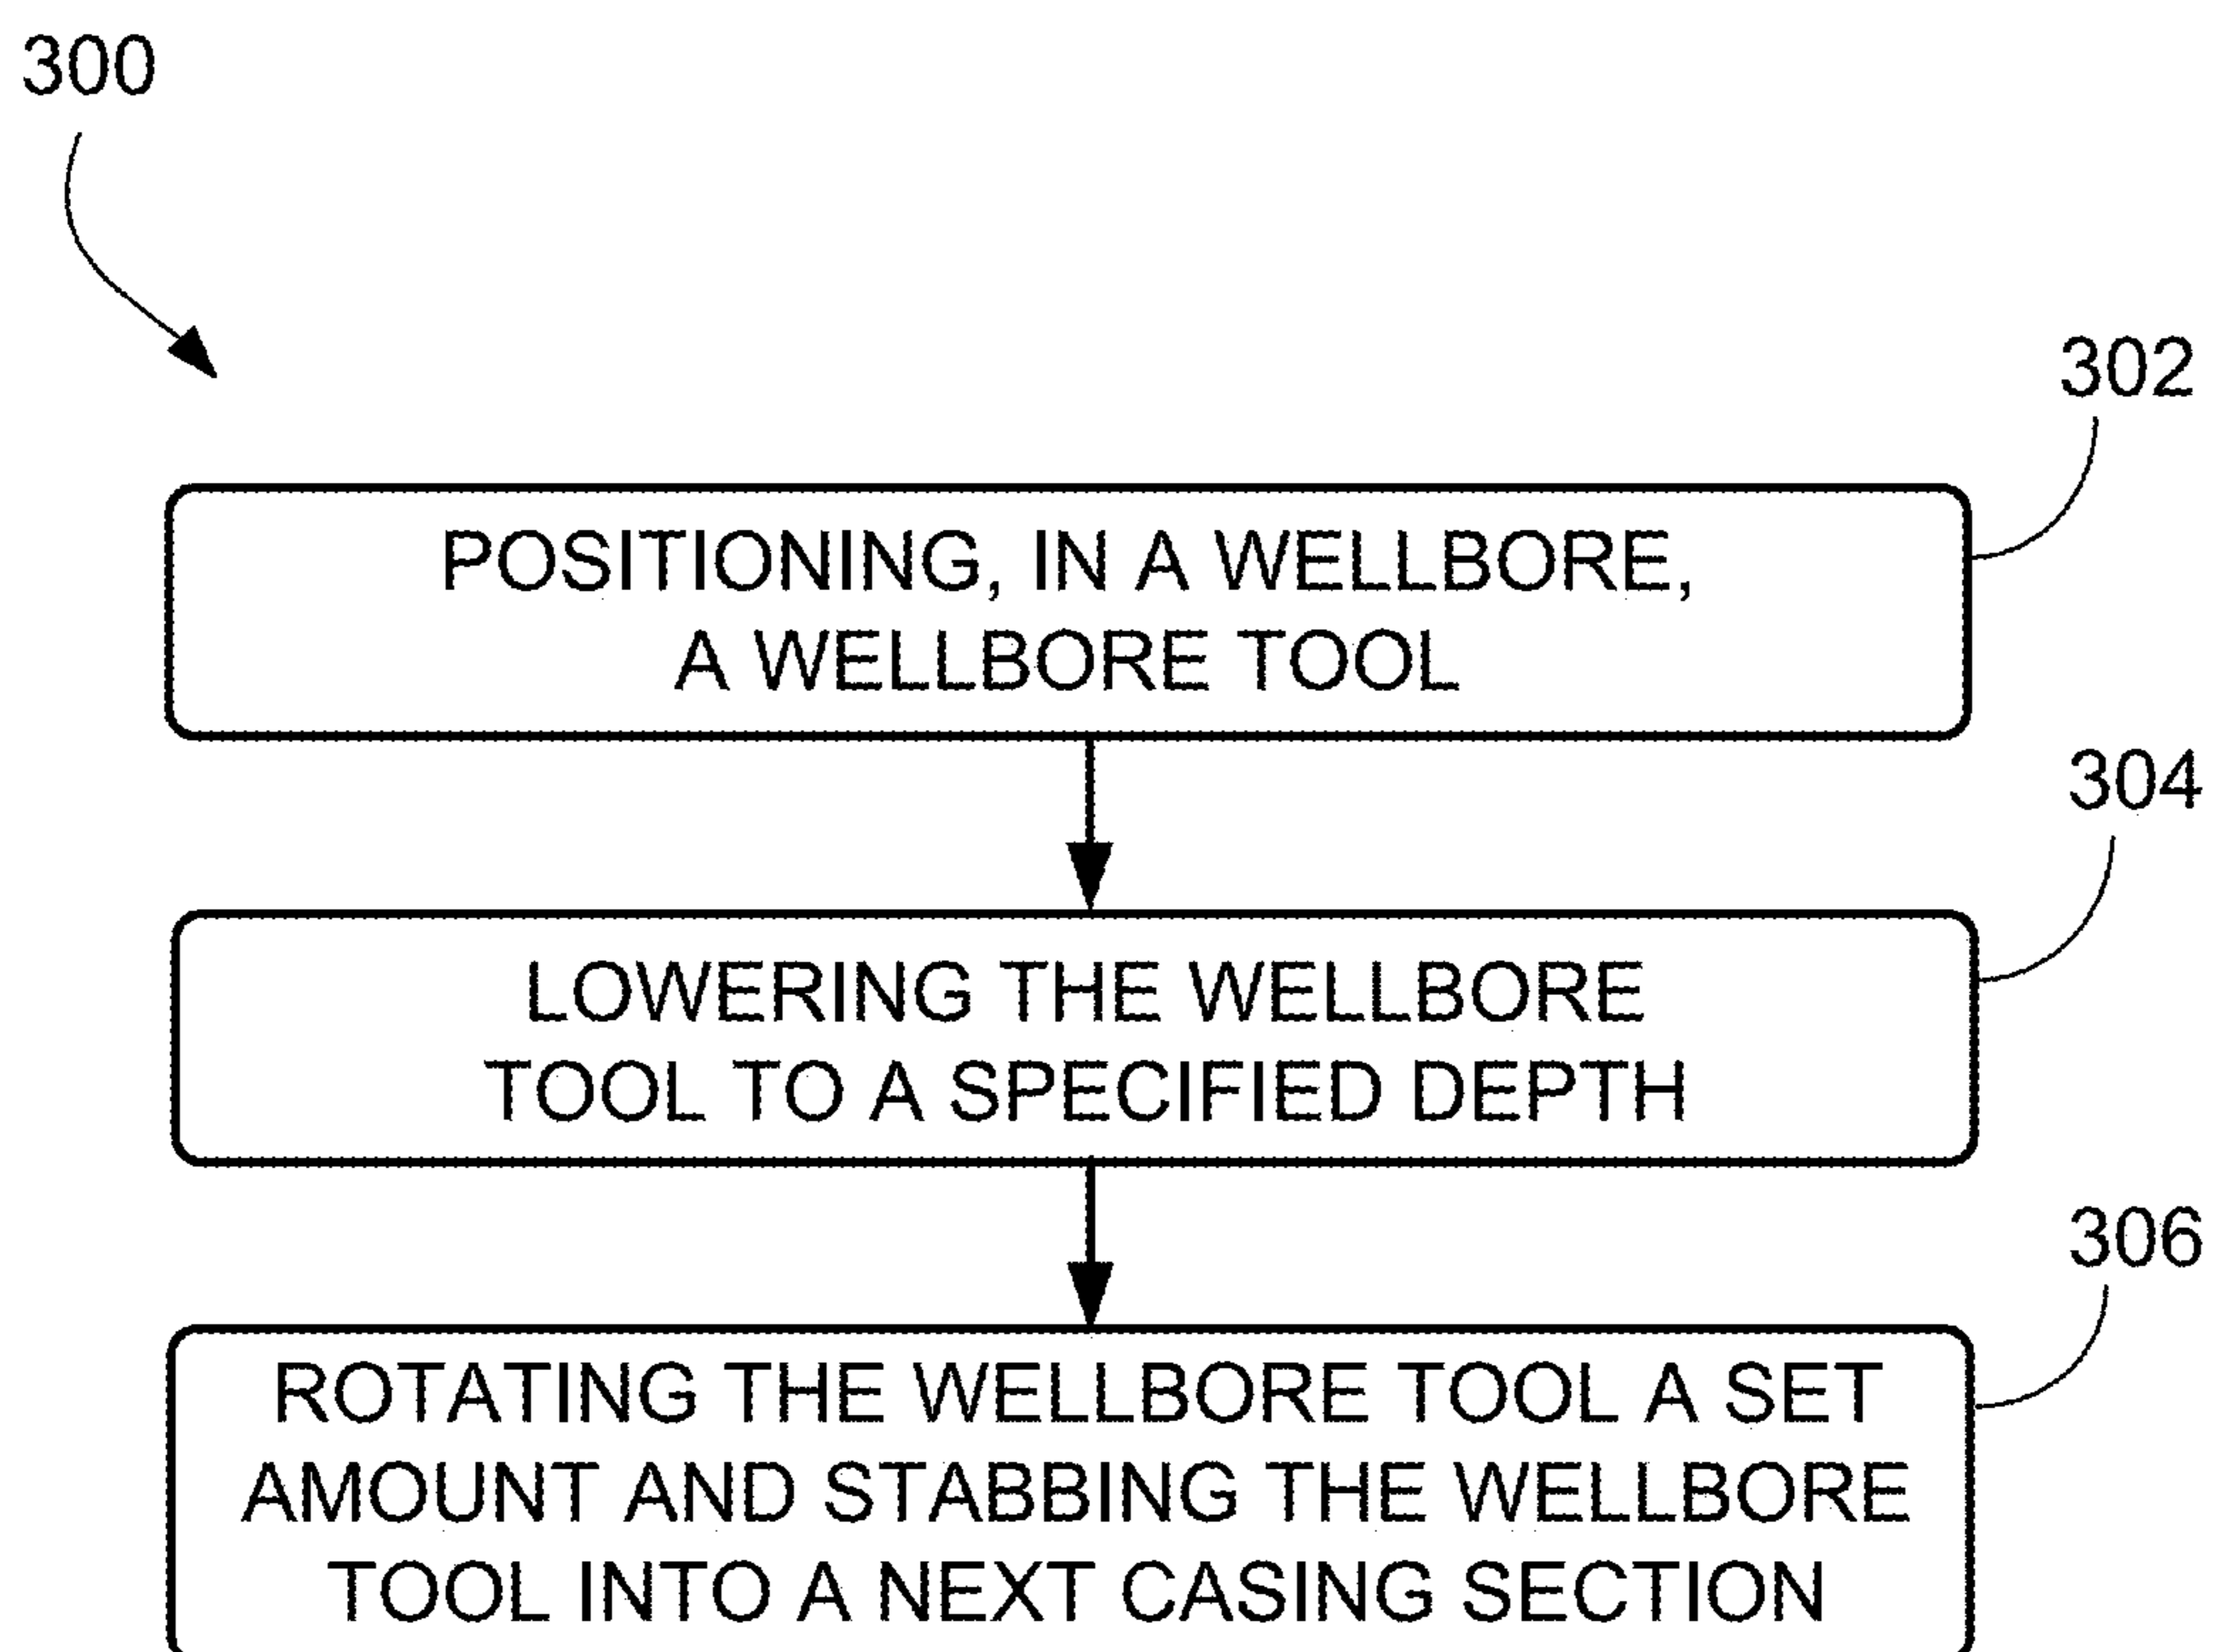 300
302
POSITIONING, IN A WELLBORE,
A WELLBORE TOOL
304
LOWERING THE WELLBORE
TOOL TO A SPECIFIED DEPTH
306
ROTATING THE WELLBORE TOOL A SET
AMOUNT AND STABBING THE WELLBORE
TOOL INTO A NEXT CASING SECTION